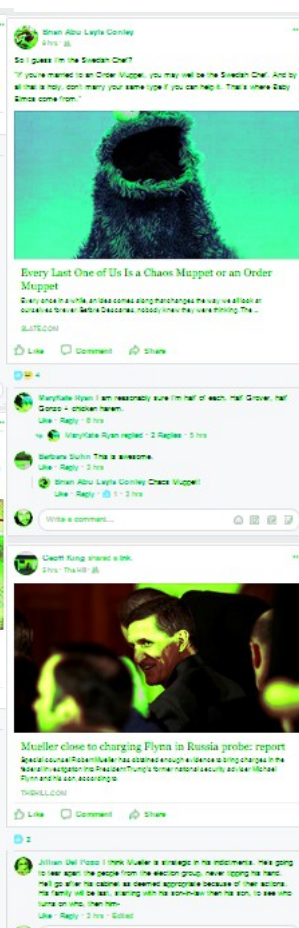 Brian Abu Layla Conley
So I guess I'm the Swedish Chef?
"If you're married to an Order Muppet, you may well be the Swedish Chef. And by
all that is holy, don't marry your same type if you can help it. That's where Baby
Elmos come from."
Every Last One of Us Is a Chaos Muppet or an Order
Muppet
Every once in a while, an idea comes along that changes the way we all look at
ourselves forever. Before Descartes, nobody knew they were thinking. The ...
SLATE.COM
Like Comment Share
4
MaryKate Ryan I am reasonably sure I'm half of each. Half Grover, half
Gonzo + chicken harem.
Like · Reply · 8 hrs
MaryKate Ryan replied · 2 Replies · 5 hrs
Barbara This is awesome.
Like · Reply · 3 hrs
Brian Abu Layla Conley Chaos Muppet!
Like · Reply · 1 · 3 hrs
Write a comment...
Geoff King shared a link.
The Hill
Mueller close to charging Flynn in Russia probe: report
Special counsel Robert Mueller has obtained enough evidence to bring charges in the
federal investigation into President Trump's former national security adviser Michael
Flynn and his son, according to
THEHILL.COM
Like Comment Share
2
Jillian Del Pozo I think Mueller is strategic in his indictments. He's going
to tear apart the people from the election group, never tipping his hand.
He'll go after his cabinet as deemed appropriate because of their actions.
His family will be last, starting with his son-in-law then his son, to see who
turns on who, then him-
Like · Reply · 3 hrs · Edited